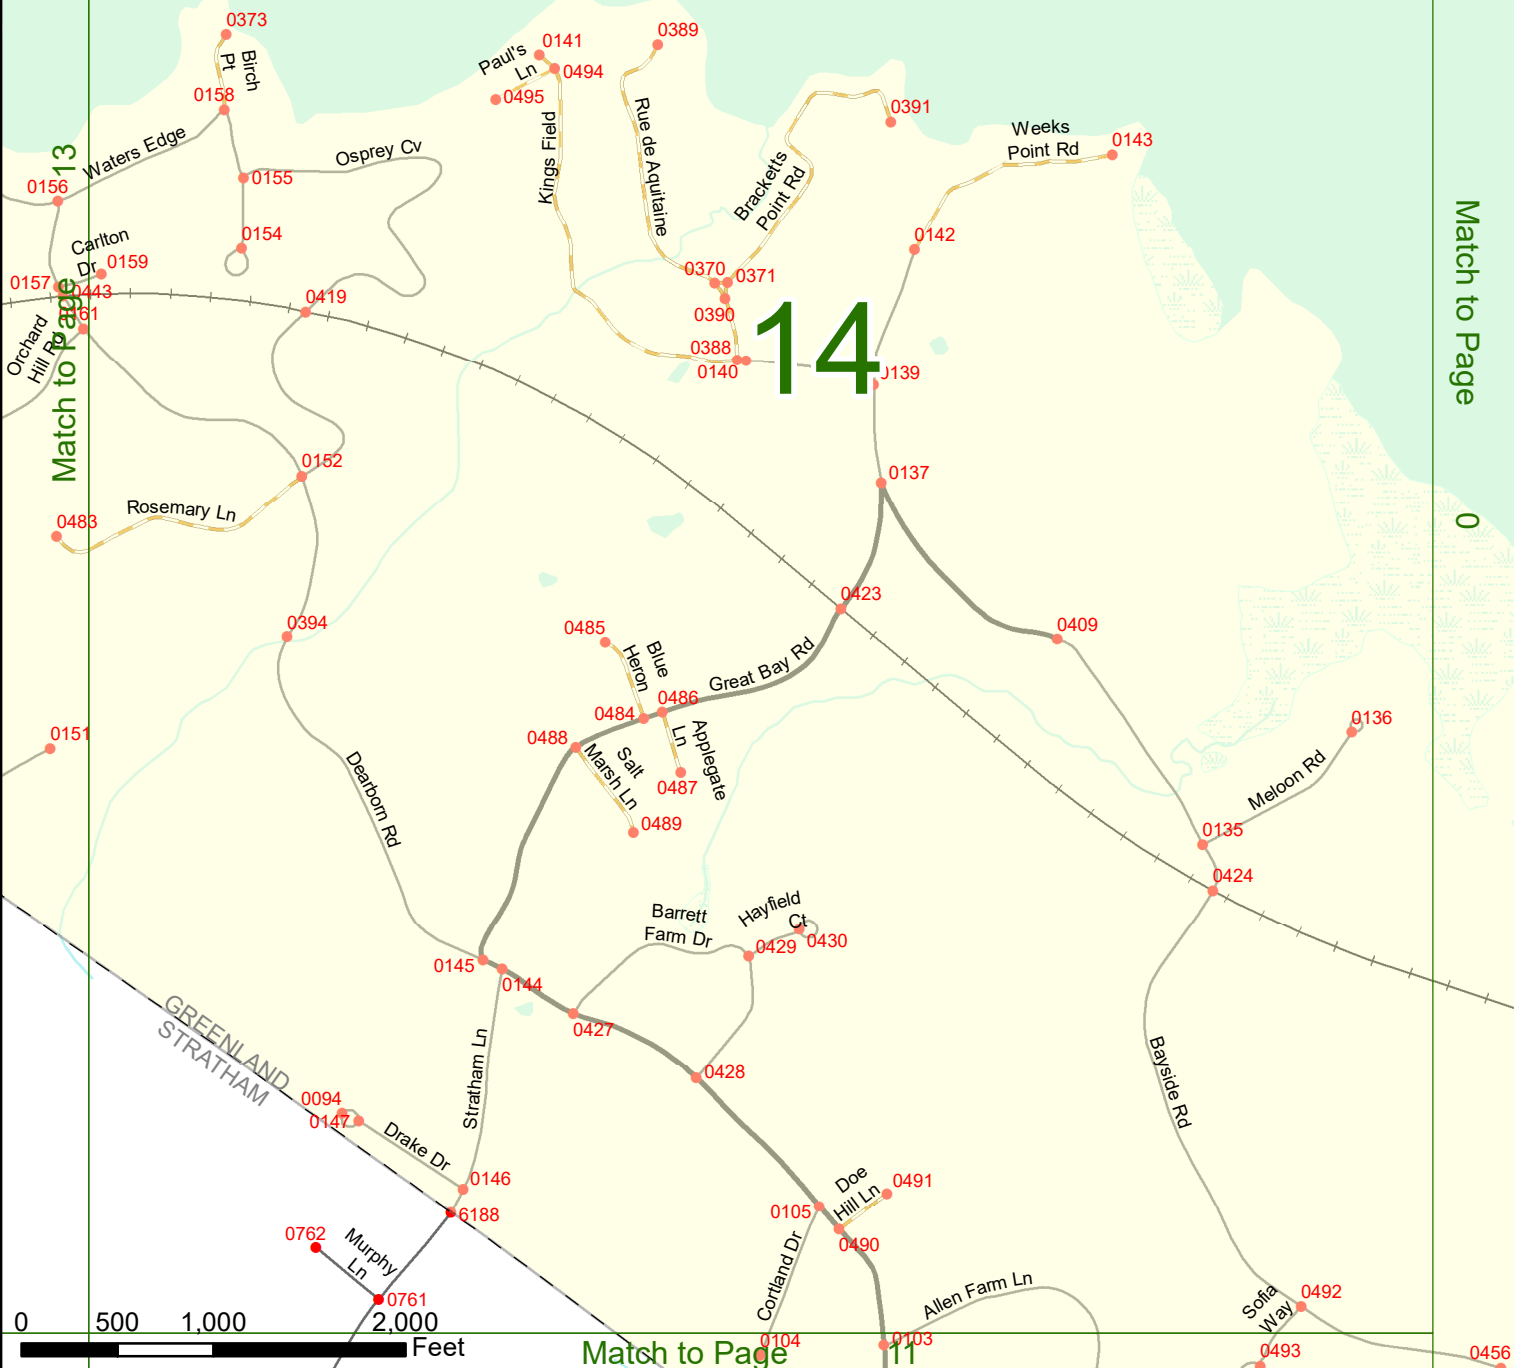 0373
Birch
Pt
0158
Waters Edge
0156
13
Match to Page
0155
Osprey Cv
0154
Carlton
Dr
0159
0157
0443
0161
Orchard
Hill Rd
0419
0141
Paul's
Ln
0494
0495
Kings Field
0389
Rue de Aquitaine
0391
Bracketts
Point Rd
Weeks
Point Rd
0143
0142
0370
0371
0390
0388
0140
14
0139
0137
Match to Page
0
0152
Rosemary Ln
0483
0394
0151
Dearborn Rd
0423
0409
0485
Blue
Heron
Great Bay Rd
0486
0484
0488
Applegate
Ln
0487
Salt
Marsh Ln
0489
0136
Meloon Rd
0135
0424
Barrett
Farm Dr
Hayfield
Ct
0430
0429
0145
0144
0427
0428
GREENLAND
STRATHAM
Stratham Ln
0094
0147
Drake Dr
0146
6188
0762
Murphy
Ln
0761
Bayside Rd
Doe
Hill Ln
0491
0105
0490
Cortland Dr
Allen Farm Ln
0104
0103
Sofia
Way
0492
0493
0456
0
500
1,000
2,000
Feet
Match to Page
11